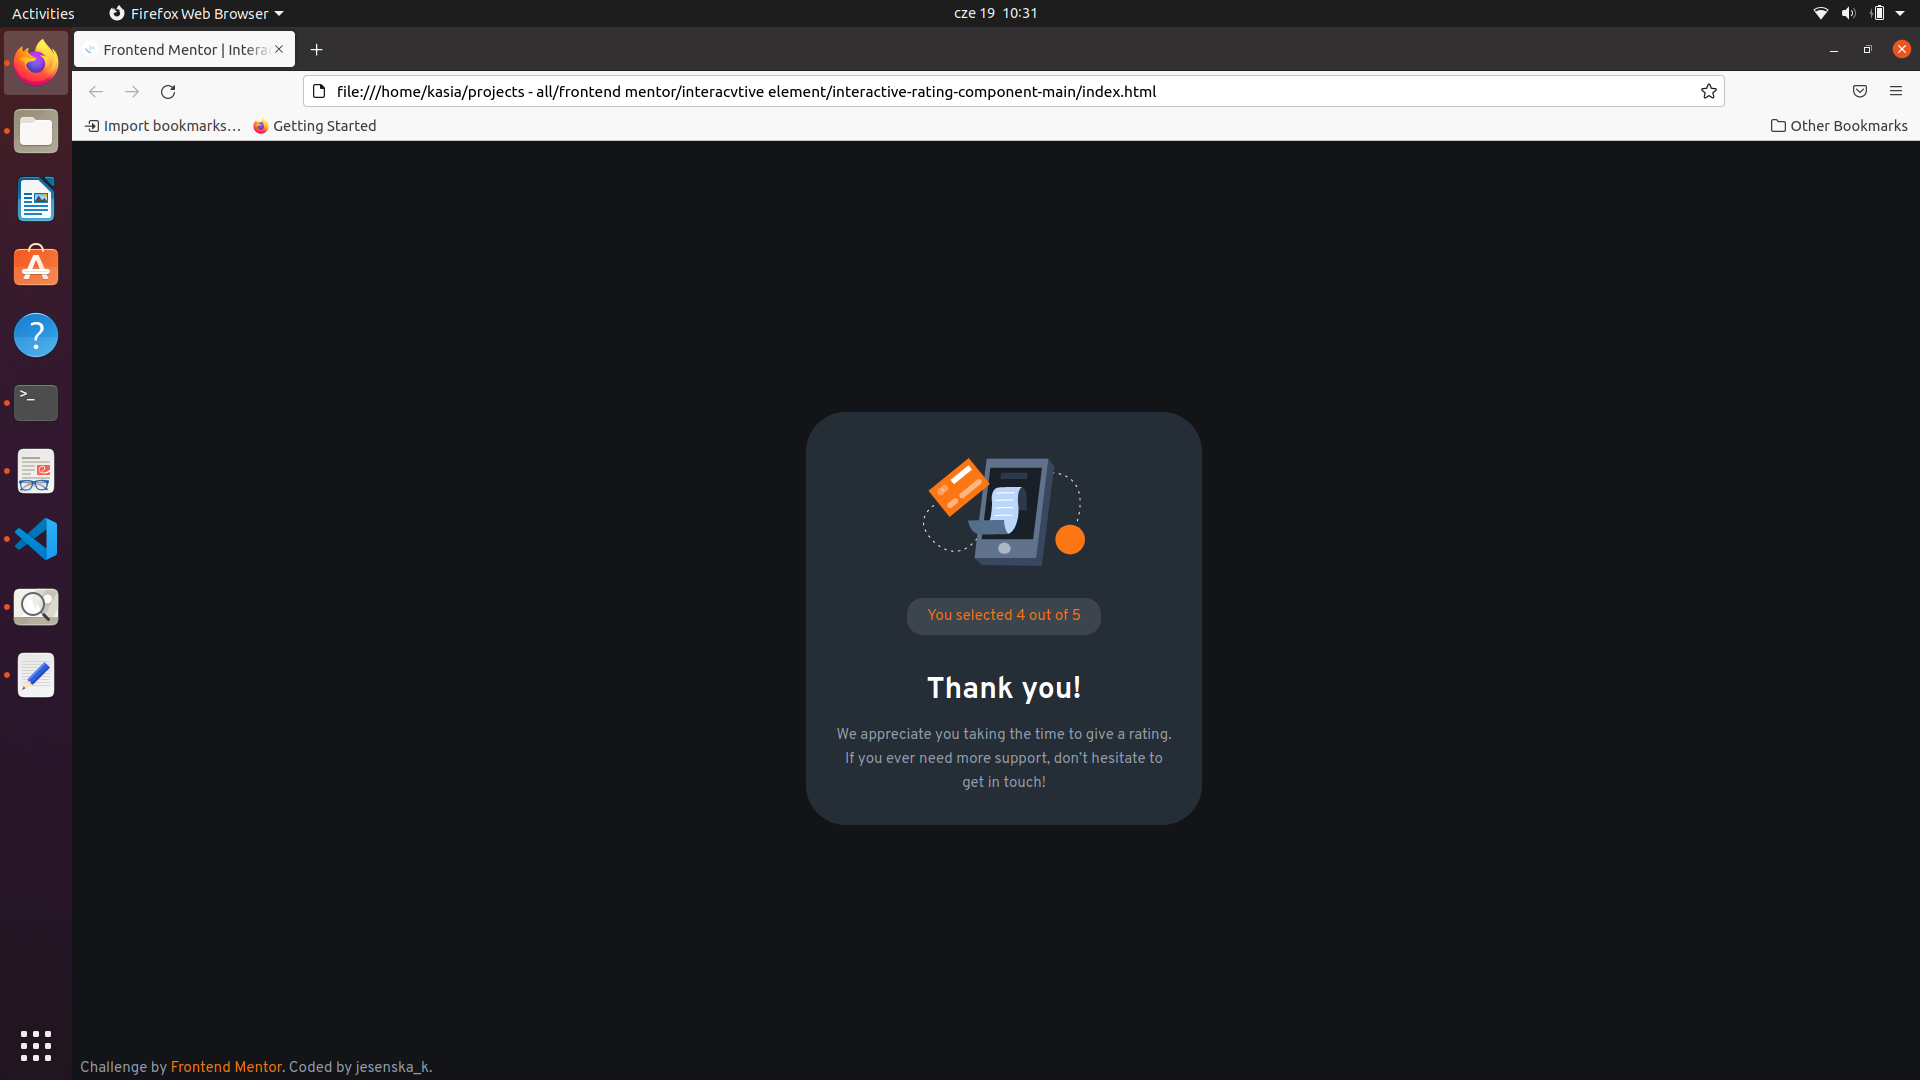 Activities
Firefox Web Browser
cze 19 10:31
Frontend Mentor | Interac
file:///home/kasia/projects - all/frontend mentor/interacvtive element/interactive-rating-component-main/index.html
Import bookmarks…
Getting Started
Other Bookmarks
You selected 4 out of 5
Thank you!
We appreciate you taking the time to give a rating.
If you ever need more support, don’t hesitate to
get in touch!
Challenge by Frontend Mentor. Coded by jesenska_k.